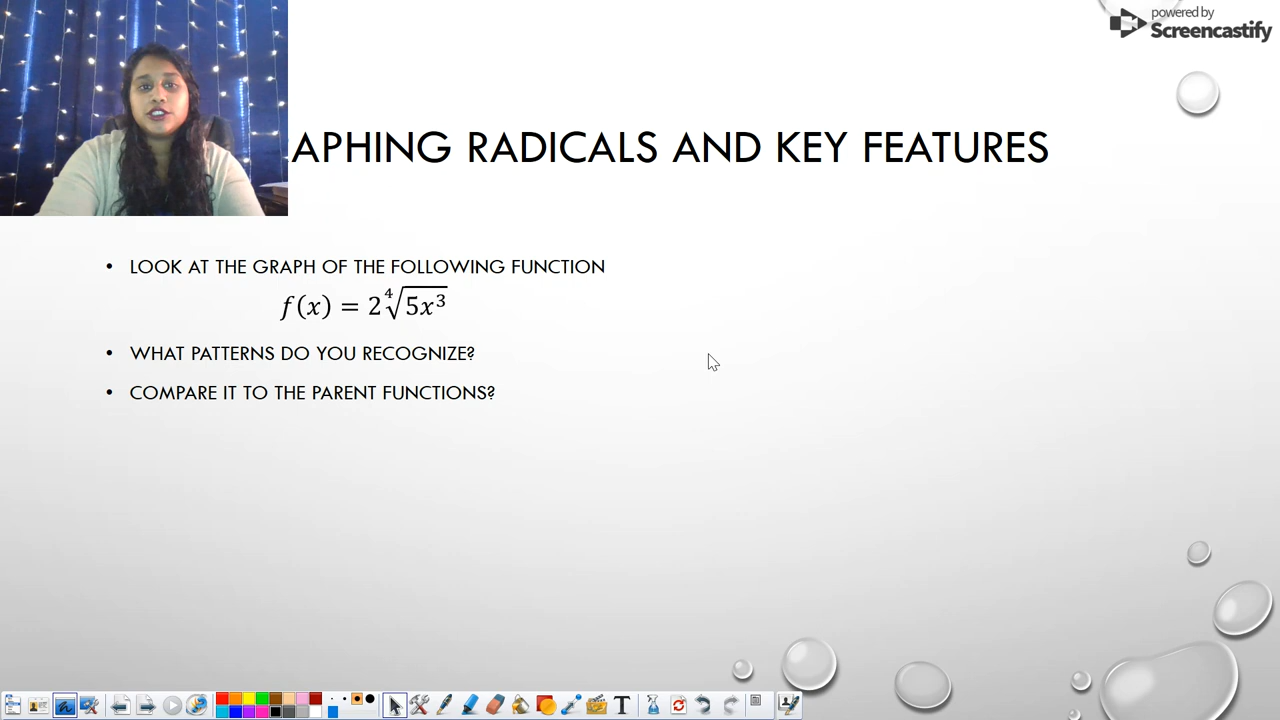 powered by
Screencastify
APHING RADICALS AND KEY FEATURES
• LOOK AT THE GRAPH OF THE FOLLOWING FUNCTION
f(x) = 2∜(5x³)
• WHAT PATTERNS DO YOU RECOGNIZE?
• COMPARE IT TO THE PARENT FUNCTIONS?
T